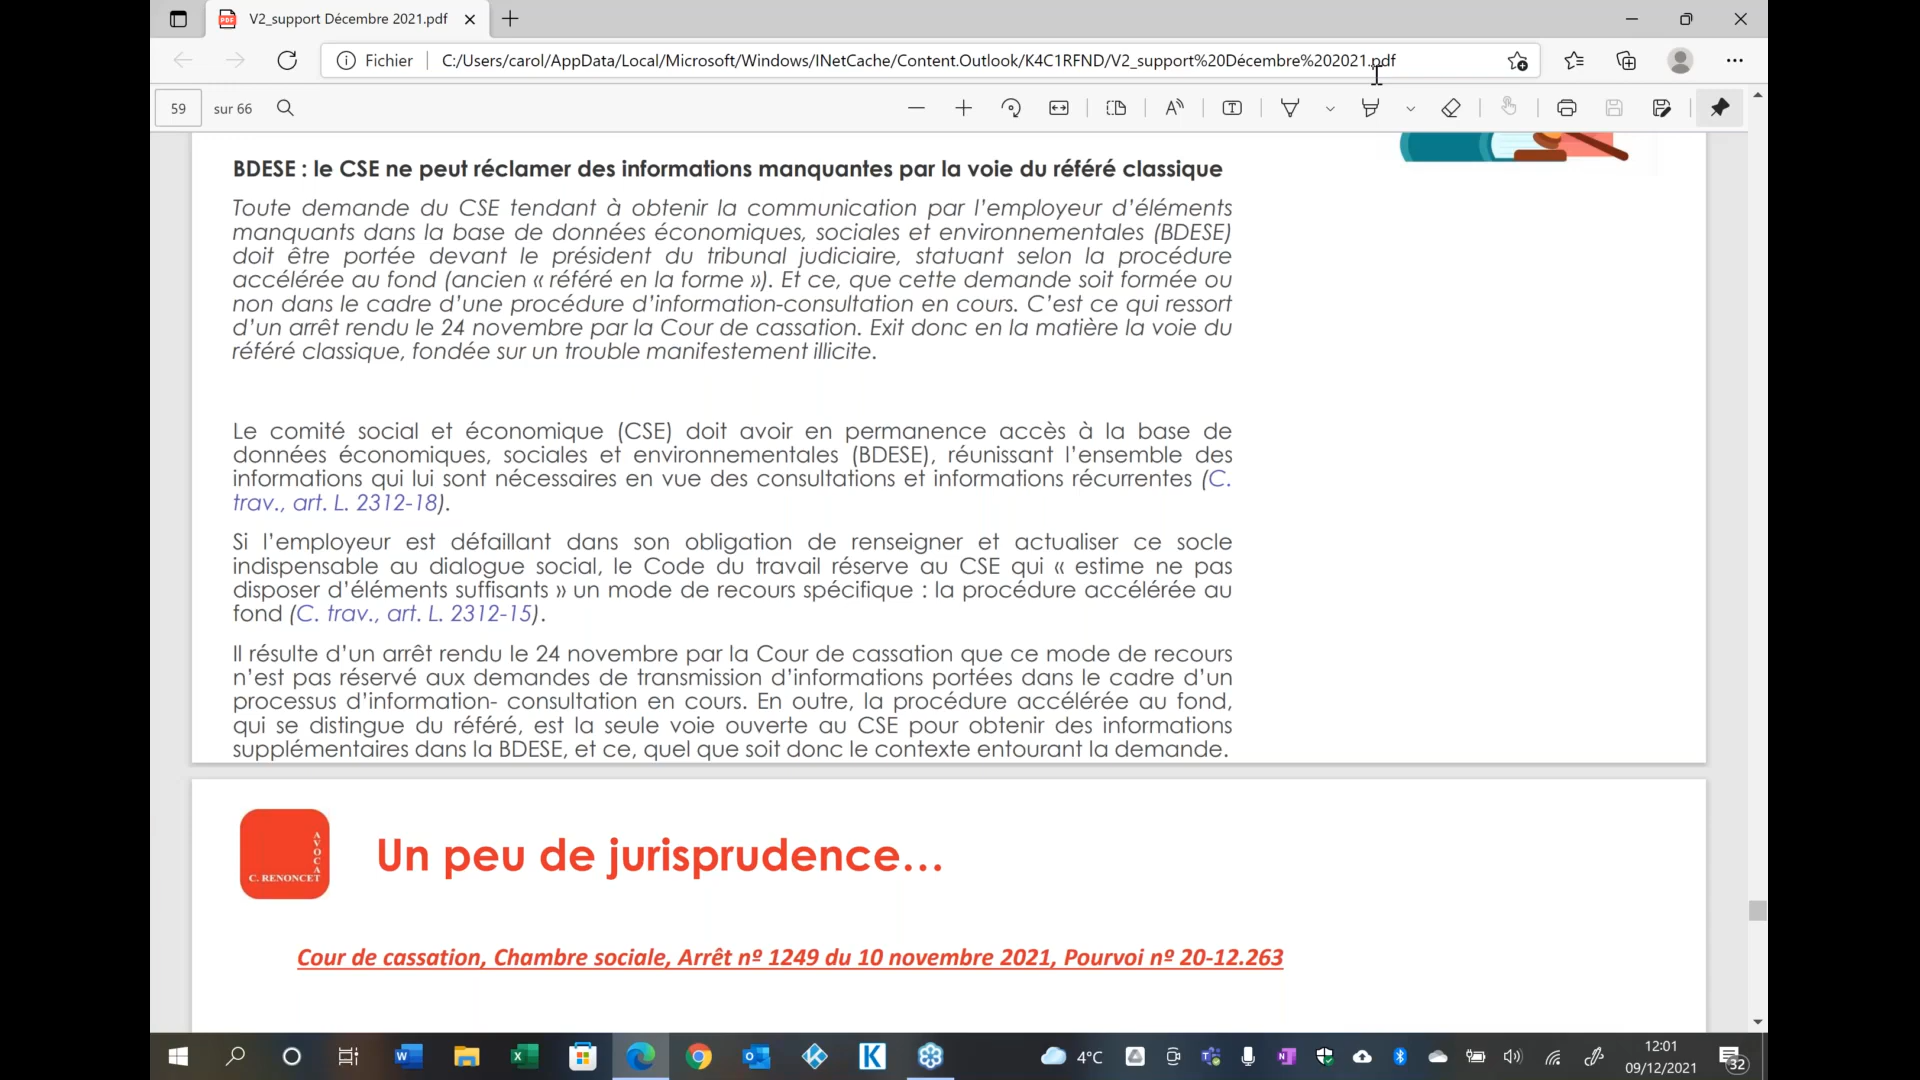 V2_support Décembre 2021.pdf
Fichier
C:/Users/carol/AppData/Local/Microsoft/Windows/INetCache/Content.Outlook/K4C1RFND/V2_support%20Décembre%202021.pdf
59 sur 66
BDESE : le CSE ne peut réclamer des informations manquantes par la voie du référé classique
Toute demande du CSE tendant à obtenir la communication par l’employeur d’éléments
manquants dans la base de données économiques, sociales et environnementales (BDESE)
doit être portée devant le président du tribunal judiciaire, statuant selon la procédure
accélérée au fond (ancien « référé en la forme »). Et ce, que cette demande soit formée ou
non dans le cadre d’une procédure d’information-consultation en cours. C’est ce qui ressort
d’un arrêt rendu le 24 novembre par la Cour de cassation. Exit donc en la matière la voie du
référé classique, fondée sur un trouble manifestement illicite.
Le comité social et économique (CSE) doit avoir en permanence accès à la base de
données économiques, sociales et environnementales (BDESE), réunissant l’ensemble des
informations qui lui sont nécessaires en vue des consultations et informations récurrentes (C.
trav., art. L. 2312-18).
Si l’employeur est défaillant dans son obligation de renseigner et actualiser ce socle
indispensable au dialogue social, le Code du travail réserve au CSE qui « estime ne pas
disposer d’éléments suffisants » un mode de recours spécifique : la procédure accélérée au
fond (C. trav., art. L. 2312-15).
Il résulte d’un arrêt rendu le 24 novembre par la Cour de cassation que ce mode de recours
n’est pas réservé aux demandes de transmission d’informations portées dans le cadre d’un
processus d’information- consultation en cours. En outre, la procédure accélérée au fond,
qui se distingue du référé, est la seule voie ouverte au CSE pour obtenir des informations
supplémentaires dans la BDESE, et ce, quel que soit donc le contexte entourant la demande.
AVOCAT
C. RENONCET
Un peu de jurisprudence…
Cour de cassation, Chambre sociale, Arrêt nº 1249 du 10 novembre 2021, Pourvoi nº 20-12.263
4°C
12:01
09/12/2021
32